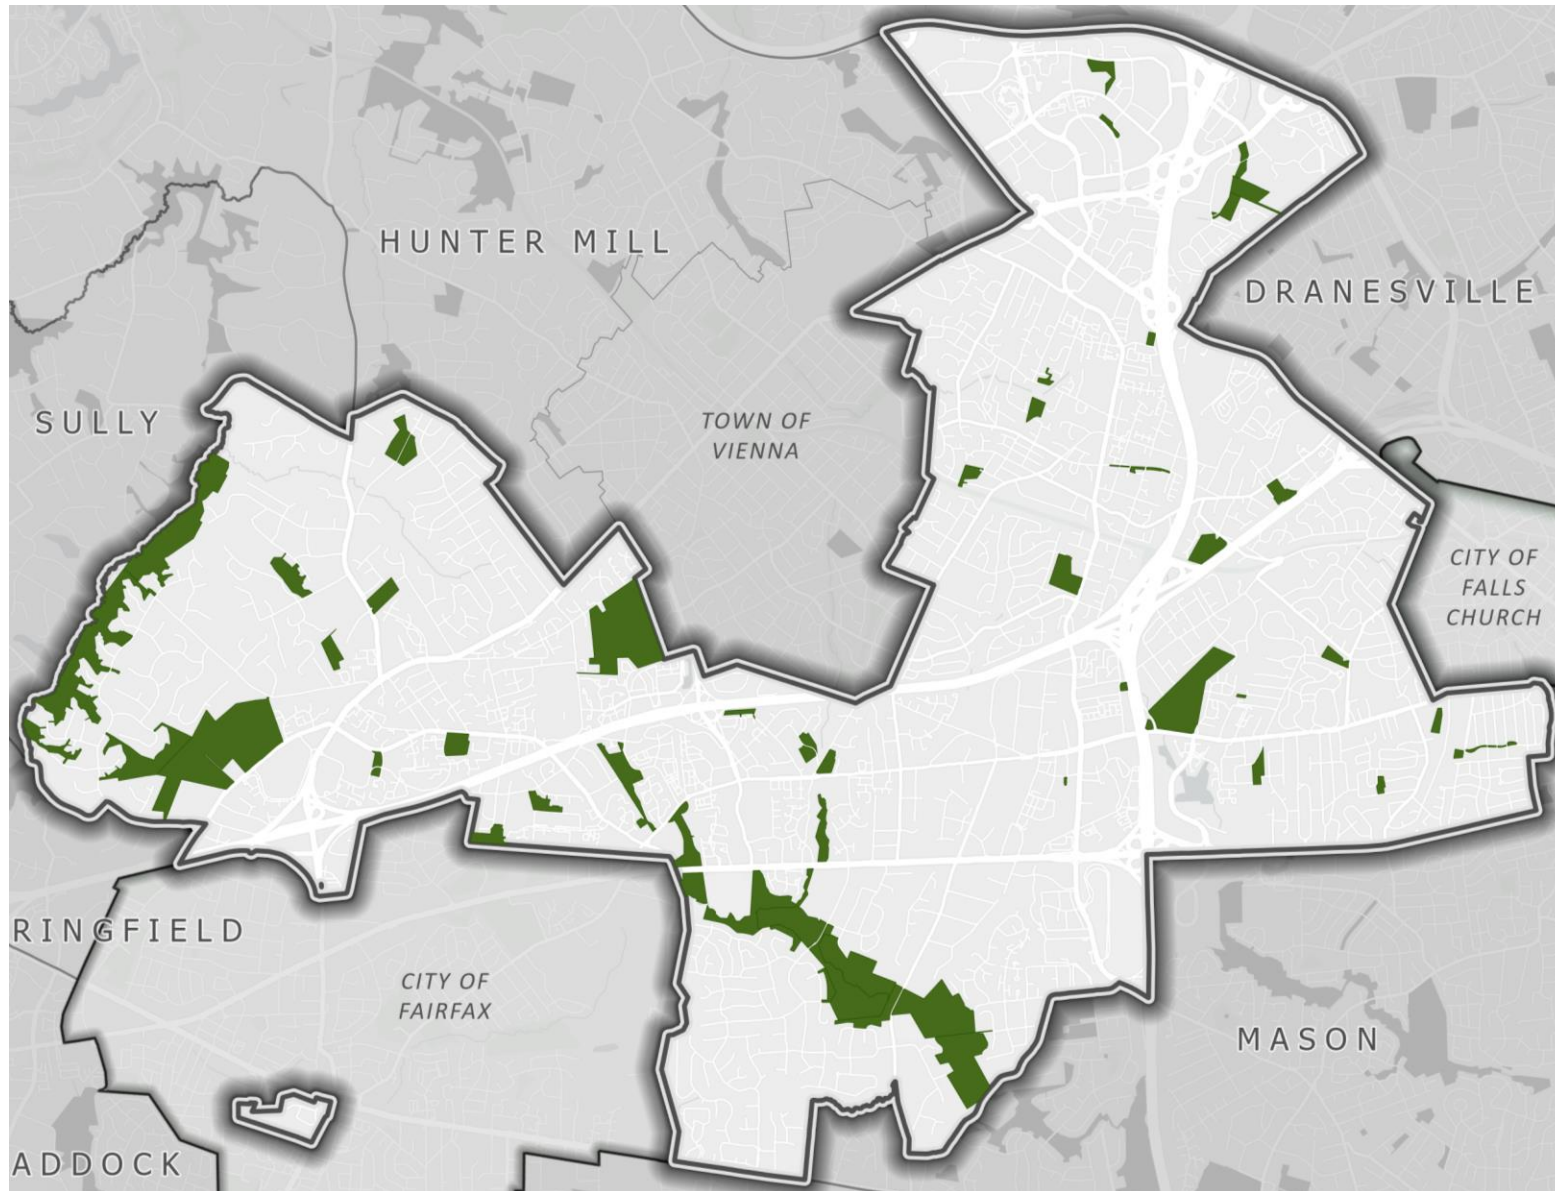 HUNTER MILL
DRANESVILLE
SULLY
TOWN OF
VIENNA
CITY OF
FALLS
CHURCH
RINGFIELD
CITY OF
FAIRFAX
MASON
ADDOCK